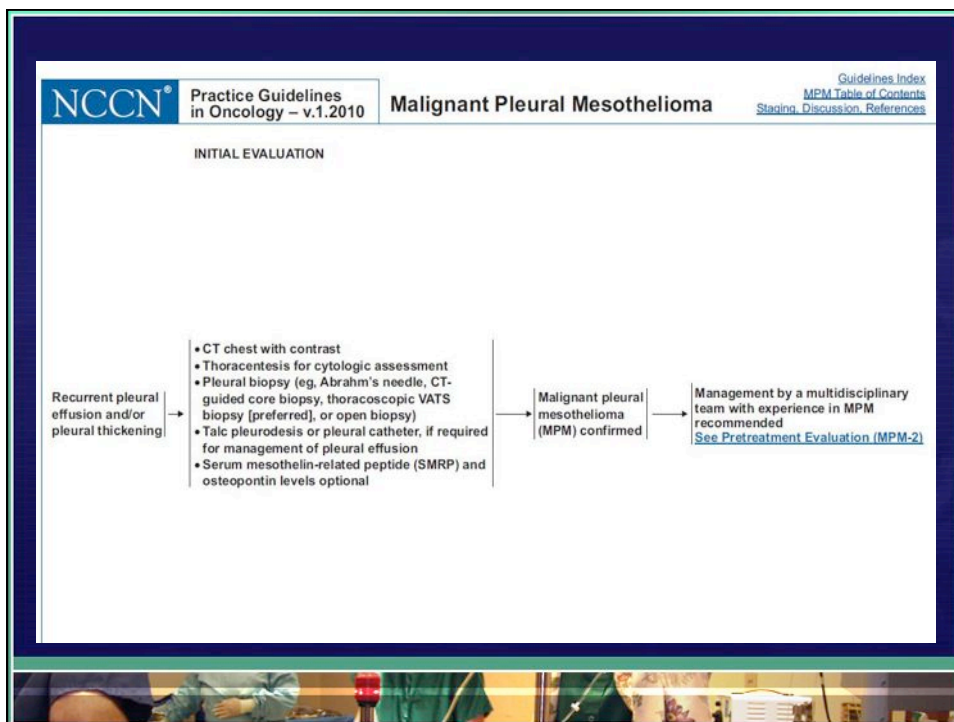 NCCN®
Practice Guidelines
in Oncology – v.1.2010
Malignant Pleural Mesothelioma
Guidelines Index
MPM Table of Contents
Staging, Discussion, References
INITIAL EVALUATION
Recurrent pleural
effusion and/or
pleural thickening
• CT chest with contrast
• Thoracentesis for cytologic assessment
• Pleural biopsy (eg, Abrahm's needle, CT-
guided core biopsy, thoracoscopic VATS
biopsy [preferred], or open biopsy)
• Talc pleurodesis or pleural catheter, if required
for management of pleural effusion
• Serum mesothelin-related peptide (SMRP) and
osteopontin levels optional
Malignant pleural
mesothelioma
(MPM) confirmed
Management by a multidisciplinary
team with experience in MPM
recommended
See Pretreatment Evaluation (MPM-2)